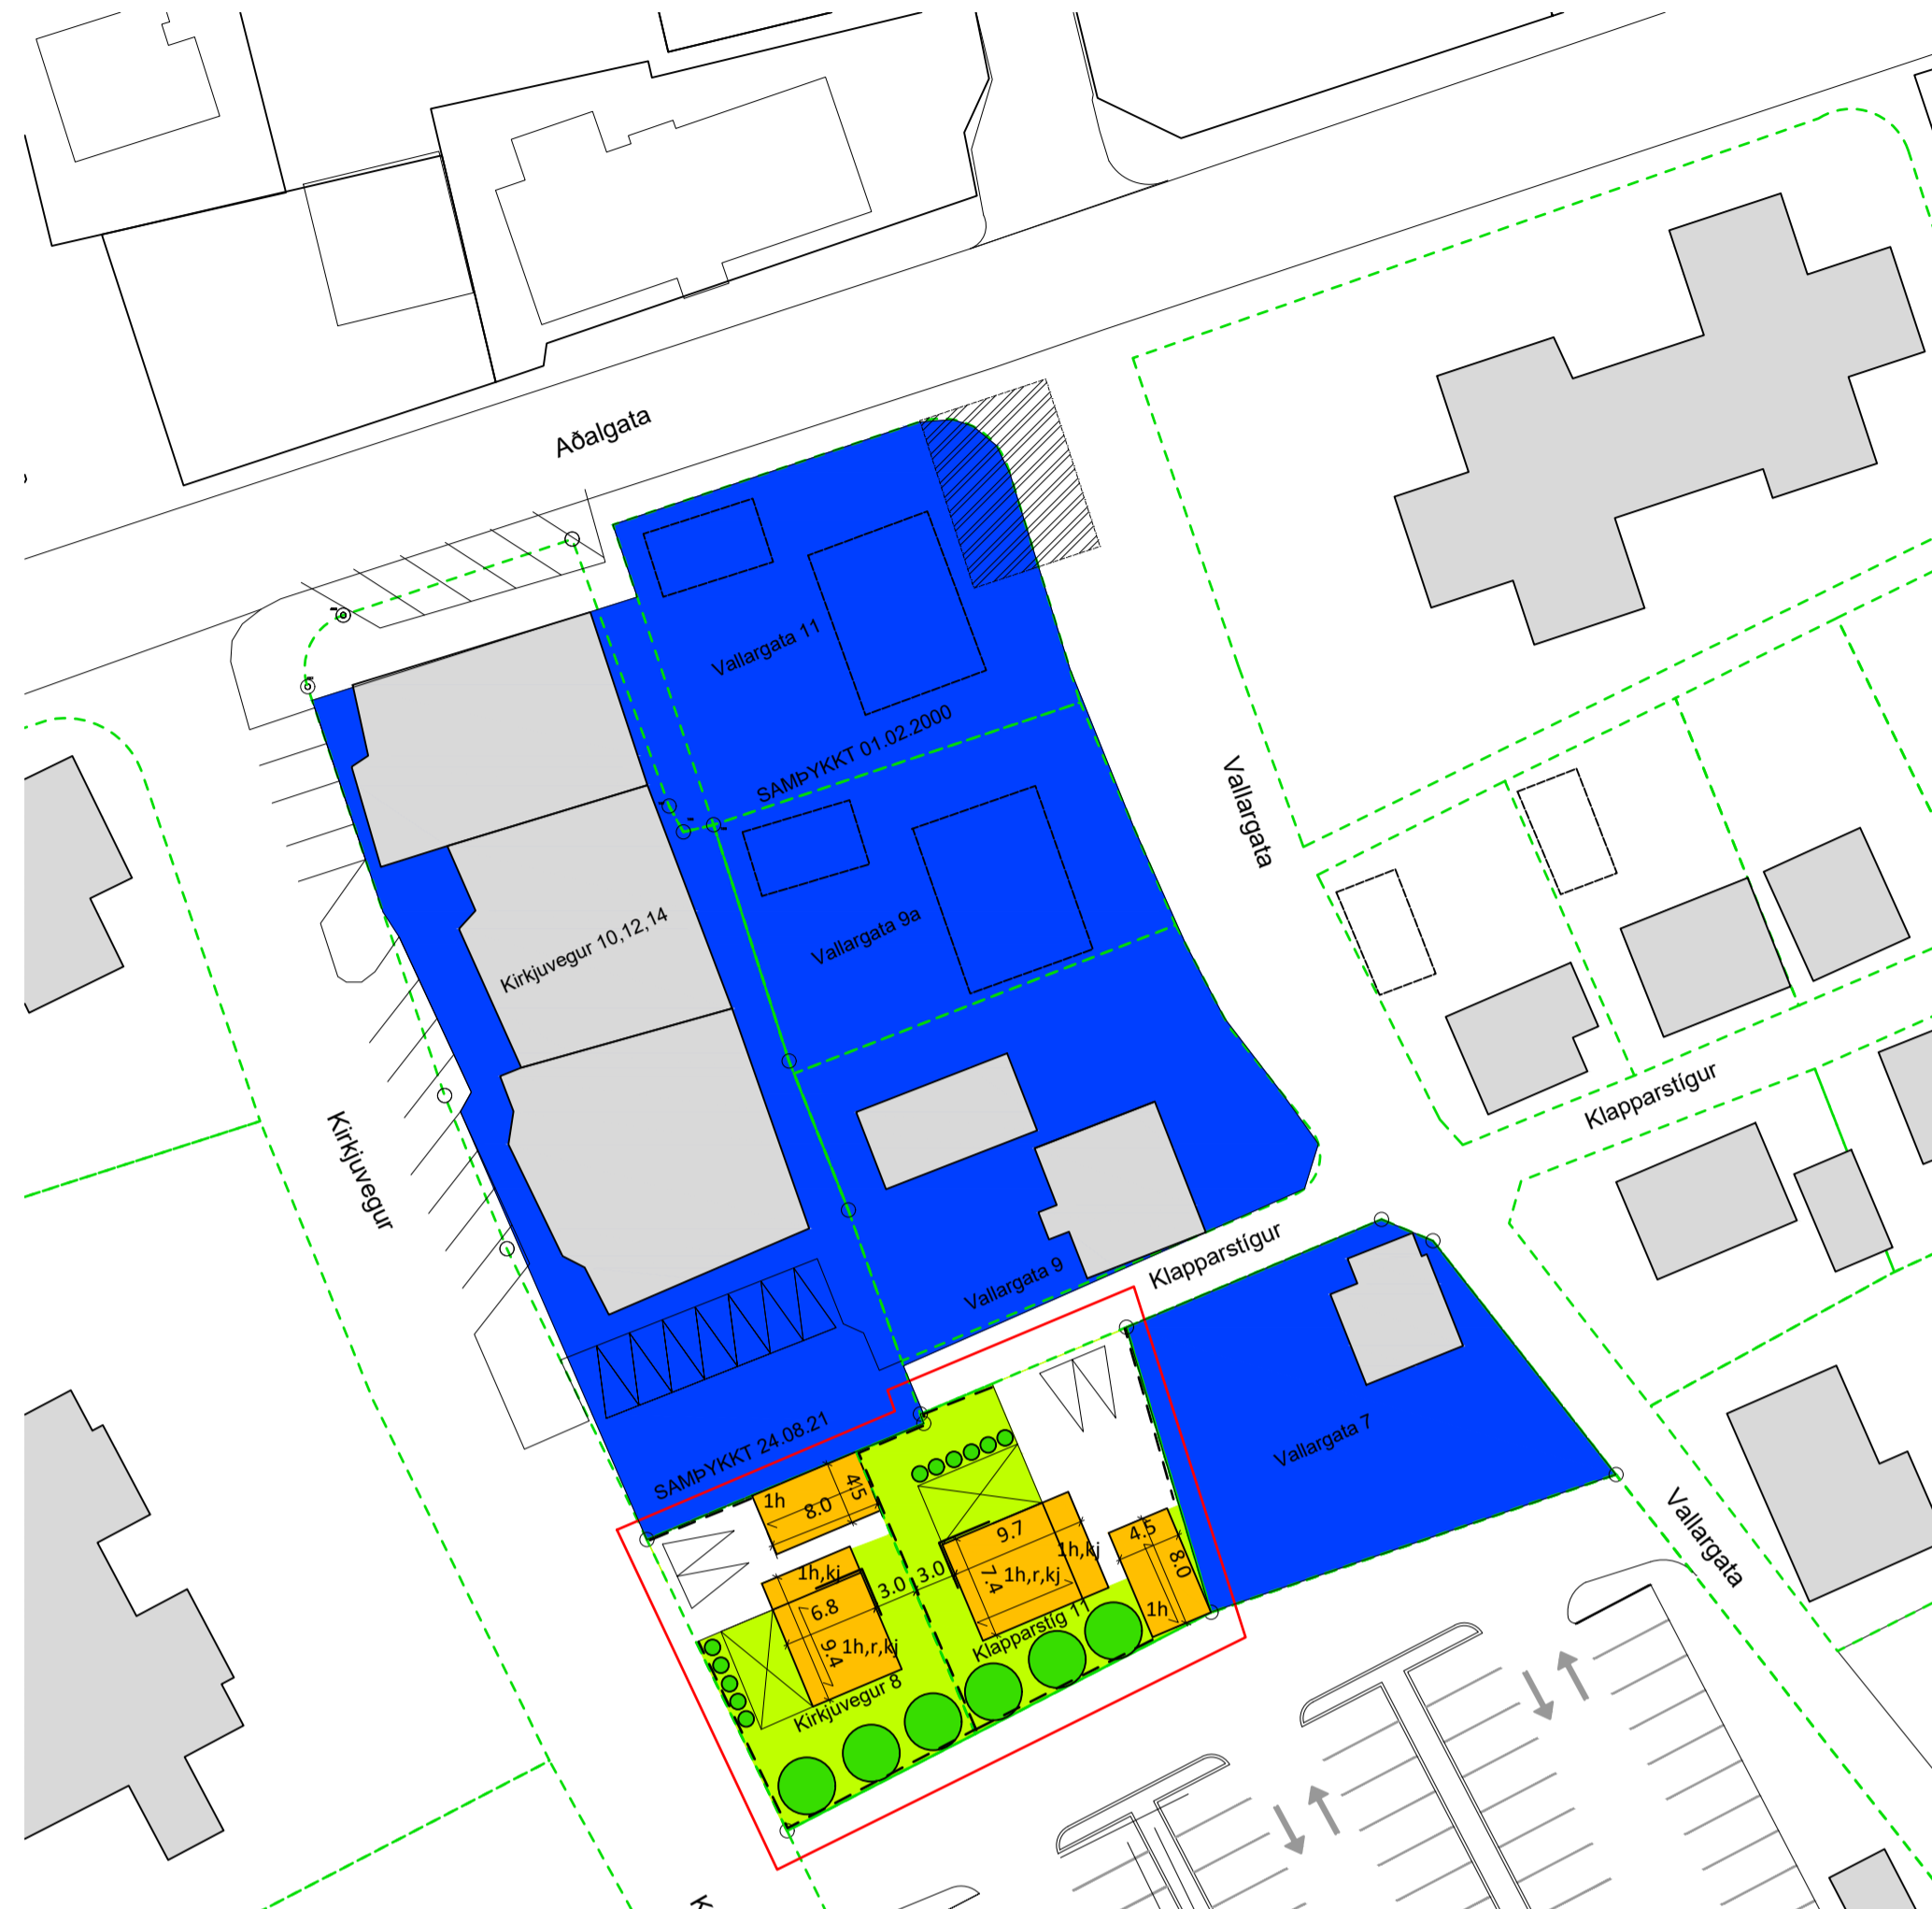 Aðalgata
Vallargata 11
SAMÞYKKT 01.02.2000
Vallargata
Vallargata 9a
Kirkjuvegur 10,12,14
Klapparstígur
Kirkjuvegur
Klapparstígur
Vallargata 9
Vallargata 7
SAMÞYKKT 24.08.21
Vallargata
1h
8.0
4.5
9.7
1h,kj
7.4
1h,r,kj
4.5
8.0
1h
1h,kj
3.0
3.0
6.8
9.4
1h,r,kj
Klapparstíg 11
Kirkjuvegur 8
K